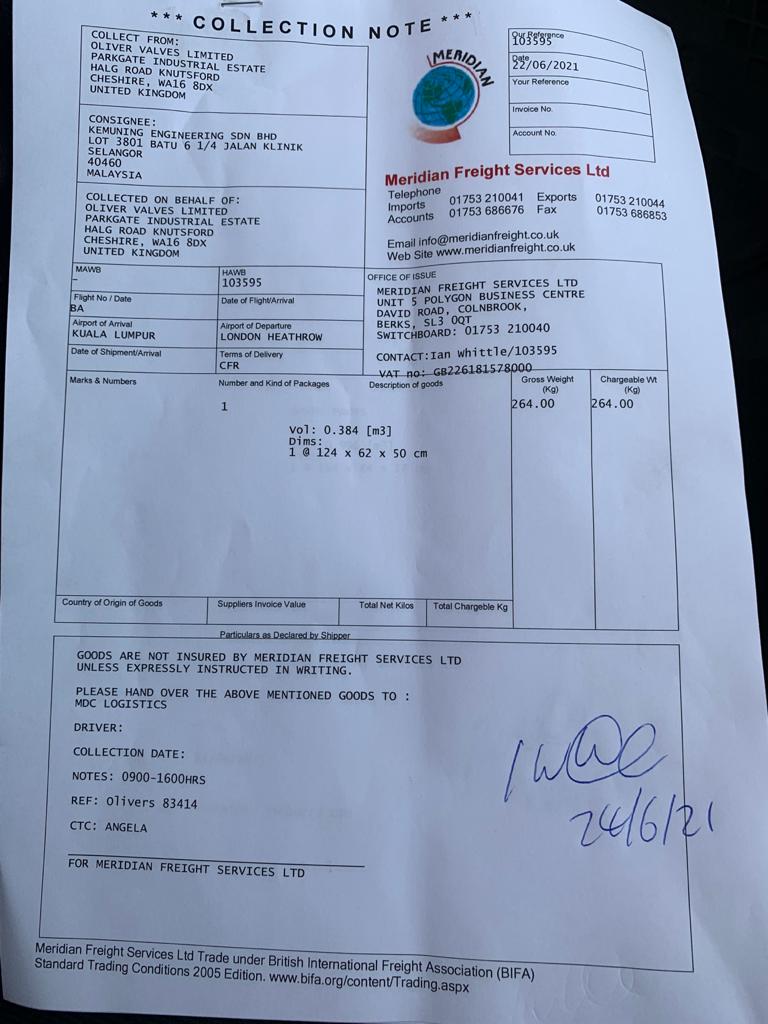 *** COLLECTION NOTE ***
COLLECT FROM:
OLIVER VALVES LIMITED
PARKGATE INDUSTRIAL ESTATE
HALG ROAD KNUTSFORD
CHESHIRE, WA16 8DX
UNITED KINGDOM
CONSIGNEE:
KEMUNING ENGINEERING SDN BHD
LOT 3801 BATU 6 1/4 JALAN KLINIK
SELANGOR
40460
MALAYSIA
COLLECTED ON BEHALF OF:
OLIVER VALVES LIMITED
PARKGATE INDUSTRIAL ESTATE
HALG ROAD KNUTSFORD
CHESHIRE, WA16 8DX
UNITED KINGDOM
MERIDIAN
Our Reference
103595
Date
22/06/2021
Your Reference
Invoice No.
Account No.
Meridian Freight Services Ltd
Telephone
Imports 01753 210041 Exports 01753 210044
Accounts 01753 686676 Fax 01753 686853
Email info@meridianfreight.co.uk
Web Site www.meridianfreight.co.uk
MAWB
-
HAWB
103595
Flight No / Date
BA
Date of Flight/Arrival
Airport of Arrival
KUALA LUMPUR
Airport of Departure
LONDON HEATHROW
Date of Shipment/Arrival
Terms of Delivery
CFR
OFFICE OF ISSUE
MERIDIAN FREIGHT SERVICES LTD
UNIT 5 POLYGON BUSINESS CENTRE
DAVID ROAD, COLNBROOK,
BERKS, SL3 0QT
SWITCHBOARD: 01753 210040
CONTACT:Ian Whittle/103595
VAT no: GB226181578000
Marks & Numbers
Number and Kind of Packages
Description of goods
Gross Weight
(Kg)
Chargeable Wt
(Kg)
1
264.00
264.00
Vol: 0.384 [m3]
Dims:
1 @ 124 x 62 x 50 cm
Country of Origin of Goods
Suppliers Invoice Value
Total Net Kilos
Total Chargeable Kg
Particulars as Declared by Shipper
GOODS ARE NOT INSURED BY MERIDIAN FREIGHT SERVICES LTD
UNLESS EXPRESSLY INSTRUCTED IN WRITING.
PLEASE HAND OVER THE ABOVE MENTIONED GOODS TO :
MDC LOGISTICS
DRIVER:
COLLECTION DATE:
NOTES: 0900-1600HRS
REF: Olivers 83414
CTC: ANGELA
24/6/21
FOR MERIDIAN FREIGHT SERVICES LTD
Meridian Freight Services Ltd Trade under British International Freight Association (BIFA)
Standard Trading Conditions 2005 Edition. www.bifa.org/content/Trading.aspx